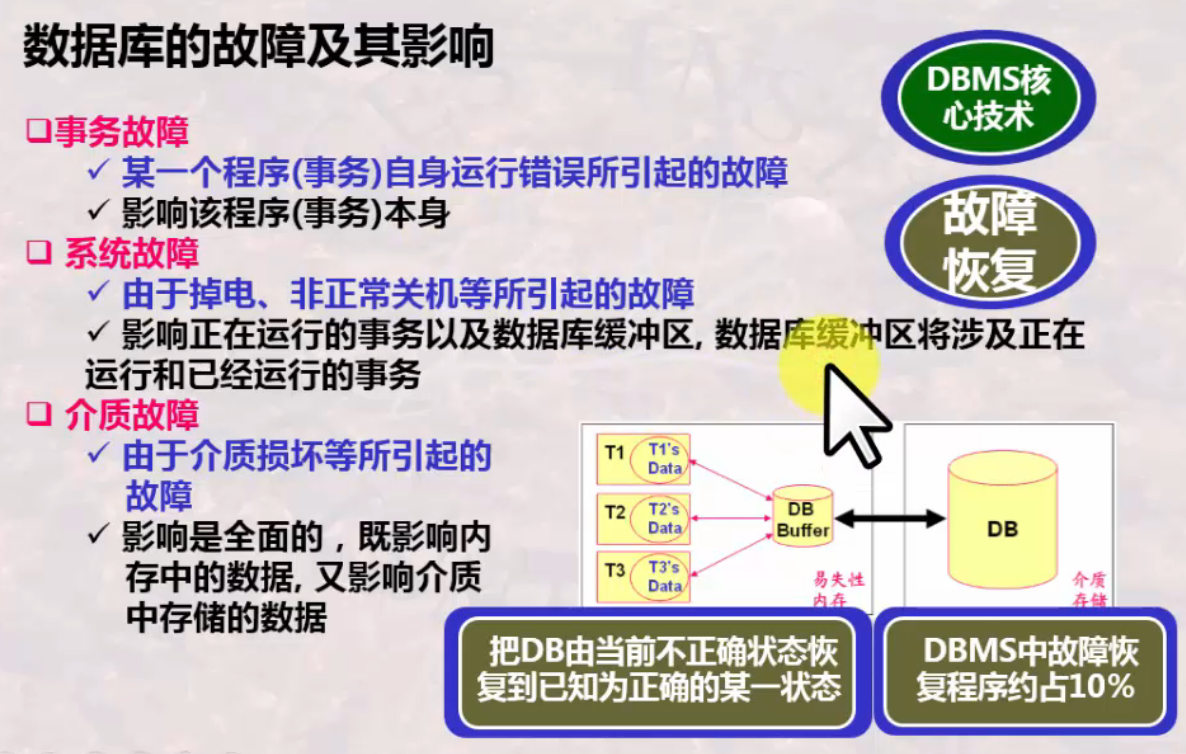 数据库的故障及其影响
DBMS核
心技术
❑事务故障
✓ 某一个程序(事务)自身运行错误所引起的故障
✓ 影响该程序(事务)本身
故障
恢复
❑ 系统故障
✓ 由于掉电、非正常关机等所引起的故障
✓ 影响正在运行的事务以及数据库缓冲区, 数据库缓冲区将涉及正在
运行和已经运行的事务
❑ 介质故障
✓ 由于介质损坏等所引起的
故障
✓ 影响是全面的，既影响内
存中的数据, 又影响介质
中存储的数据
T1
T1's
Data
T2
T2's
Data
T3
T3's
Data
DB
Buffer
易失性
内存
DB
介质
存储
把DB由当前不正确状态恢
复到已知为正确的某一状态
DBMS中故障恢
复程序约占10%